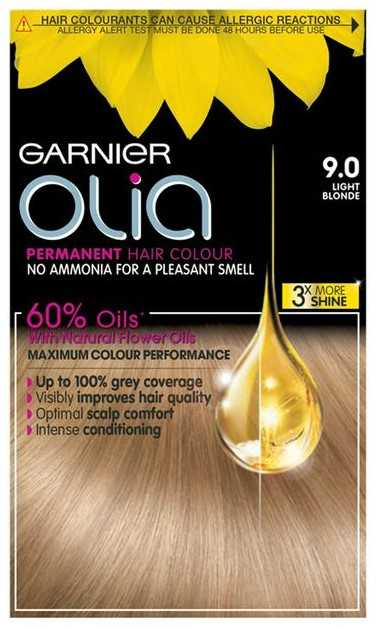 HAIR COLOURANTS CAN CAUSE ALLERGIC REACTIONS
ALLERGY ALERT TEST MUST BE DONE 48 HOURS BEFORE USE
GARNIER
Olia
9.0
LIGHT
BLONDE
PERMANENT HAIR COLOUR
NO AMMONIA FOR A PLEASANT SMELL
3X MORE
SHINE
60% Oils*
With Natural Flower Oils
MAXIMUM COLOUR PERFORMANCE
Up to 100% grey coverage
Visibly improves hair quality
Optimal scalp comfort
Intense conditioning